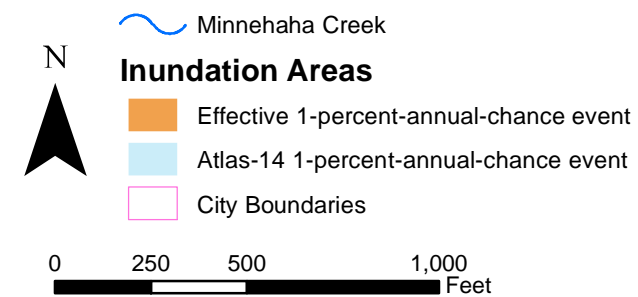 Minnehaha Creek
N
Inundation Areas
Effective 1-percent-annual-chance event
Atlas-14 1-percent-annual-chance event
City Boundaries
0 250 500 1,000
Feet